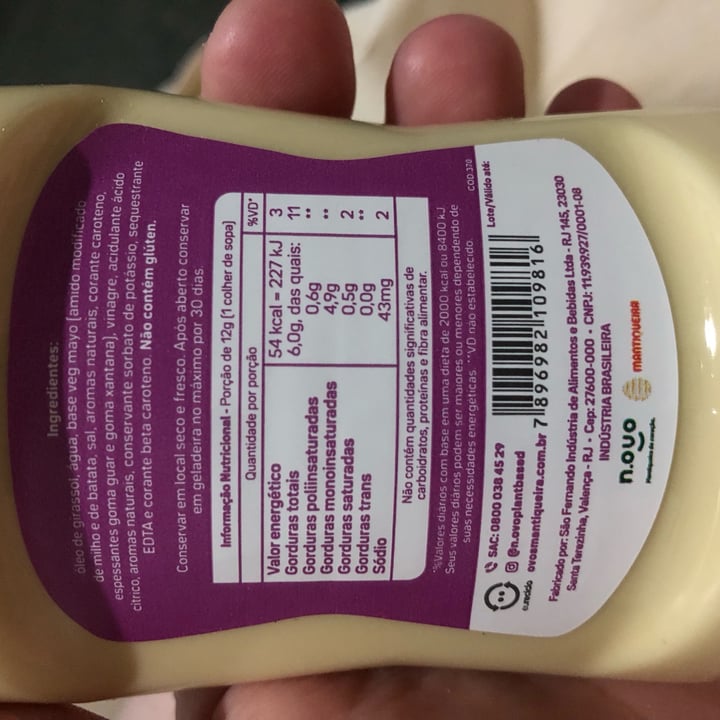 Ingredientes:
óleo de girassol, água, base veg mayo [amido modificado
de milho e de batata, sal, aromas naturais, corante caroteno,
espessantes goma guar e goma xantana], vinagre, acidulante ácido
cítrico, aromas naturais, conservante sorbato de potássio, sequestrante
EDTA e corante beta caroteno. Não contém glúten.
Conservar em local seco e fresco. Após aberto conservar
em geladeira no máximo por 30 dias.
Informação Nutricional - Porção de 12g [1 colher de sopa]
Quantidade por porção %VD*
Valor energético 54 kcal = 227 kJ 3
Gorduras totais 6,0g, das quais: 11
Gorduras poliinsaturadas 0,6g **
Gorduras monoinsaturadas 4,9g **
Gorduras saturadas 0,5g 2
Gorduras trans 0,0g **
Sódio 43mg 2
Não contém quantidades significativas de
carboidratos, proteínas e fibra alimentar.
*%Valores diários com base em uma dieta de 2000 kcal ou 8400 kJ.
Seus valores diários podem ser maiores ou menores dependendo de
suas necessidades energéticas. **VD não estabelecido.
COD 370
Lote/Válido até:
7 896982 109816
eureciclo
SAC: 0800 038 45 29
@n.ovoplantbased
ovosmantiqueira.com.br
Fabricado por: São Fernando Indústria de Alimentos e Bebidas Ltda - RJ 145, 23030
Santa Terezinha, Valença - RJ • Cep: 27600-000 • CNPJ: 11.939.927/0001-08
INDÚSTRIA BRASILEIRA
n.ovo
Mantiqueira de coração.
MANTIQUEIRA